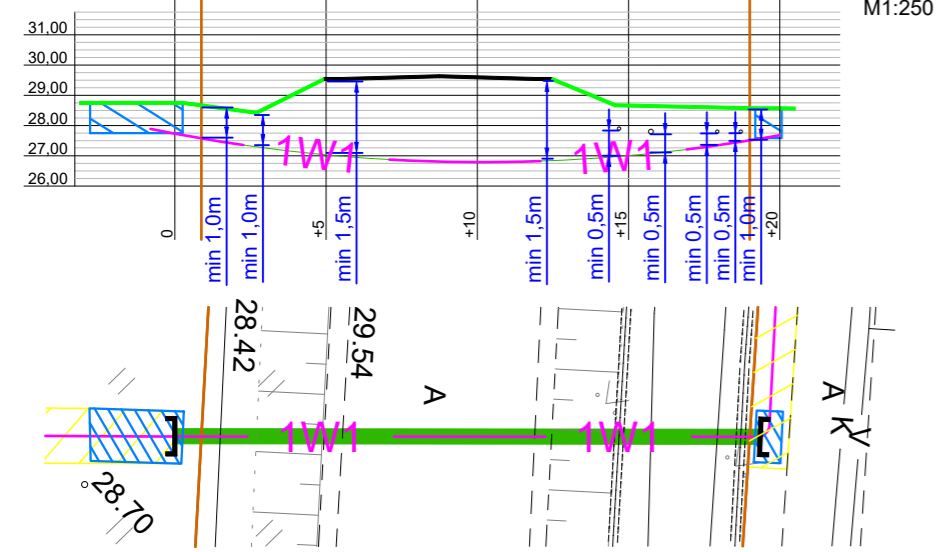 M1:250
31,00
30,00
29,00
28,00
27,00
26,00
1W1
1W1
0
+5
+10
+15
+20
min 1,0m
min 1,0m
min 1,5m
min 1,5m
min 0,5m
min 0,5m
min 0,5m
min 0,5m
min 1,0m
28.42
29.54
A
A
K
1W1
1W1
28.70